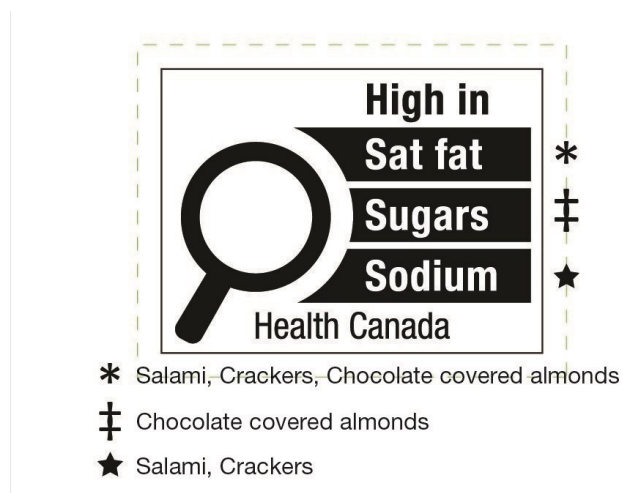 High in
Sat fat *
Sugars ‡
Sodium ★
Health Canada
* Salami, Crackers, Chocolate covered almonds
‡ Chocolate covered almonds
★ Salami, Crackers